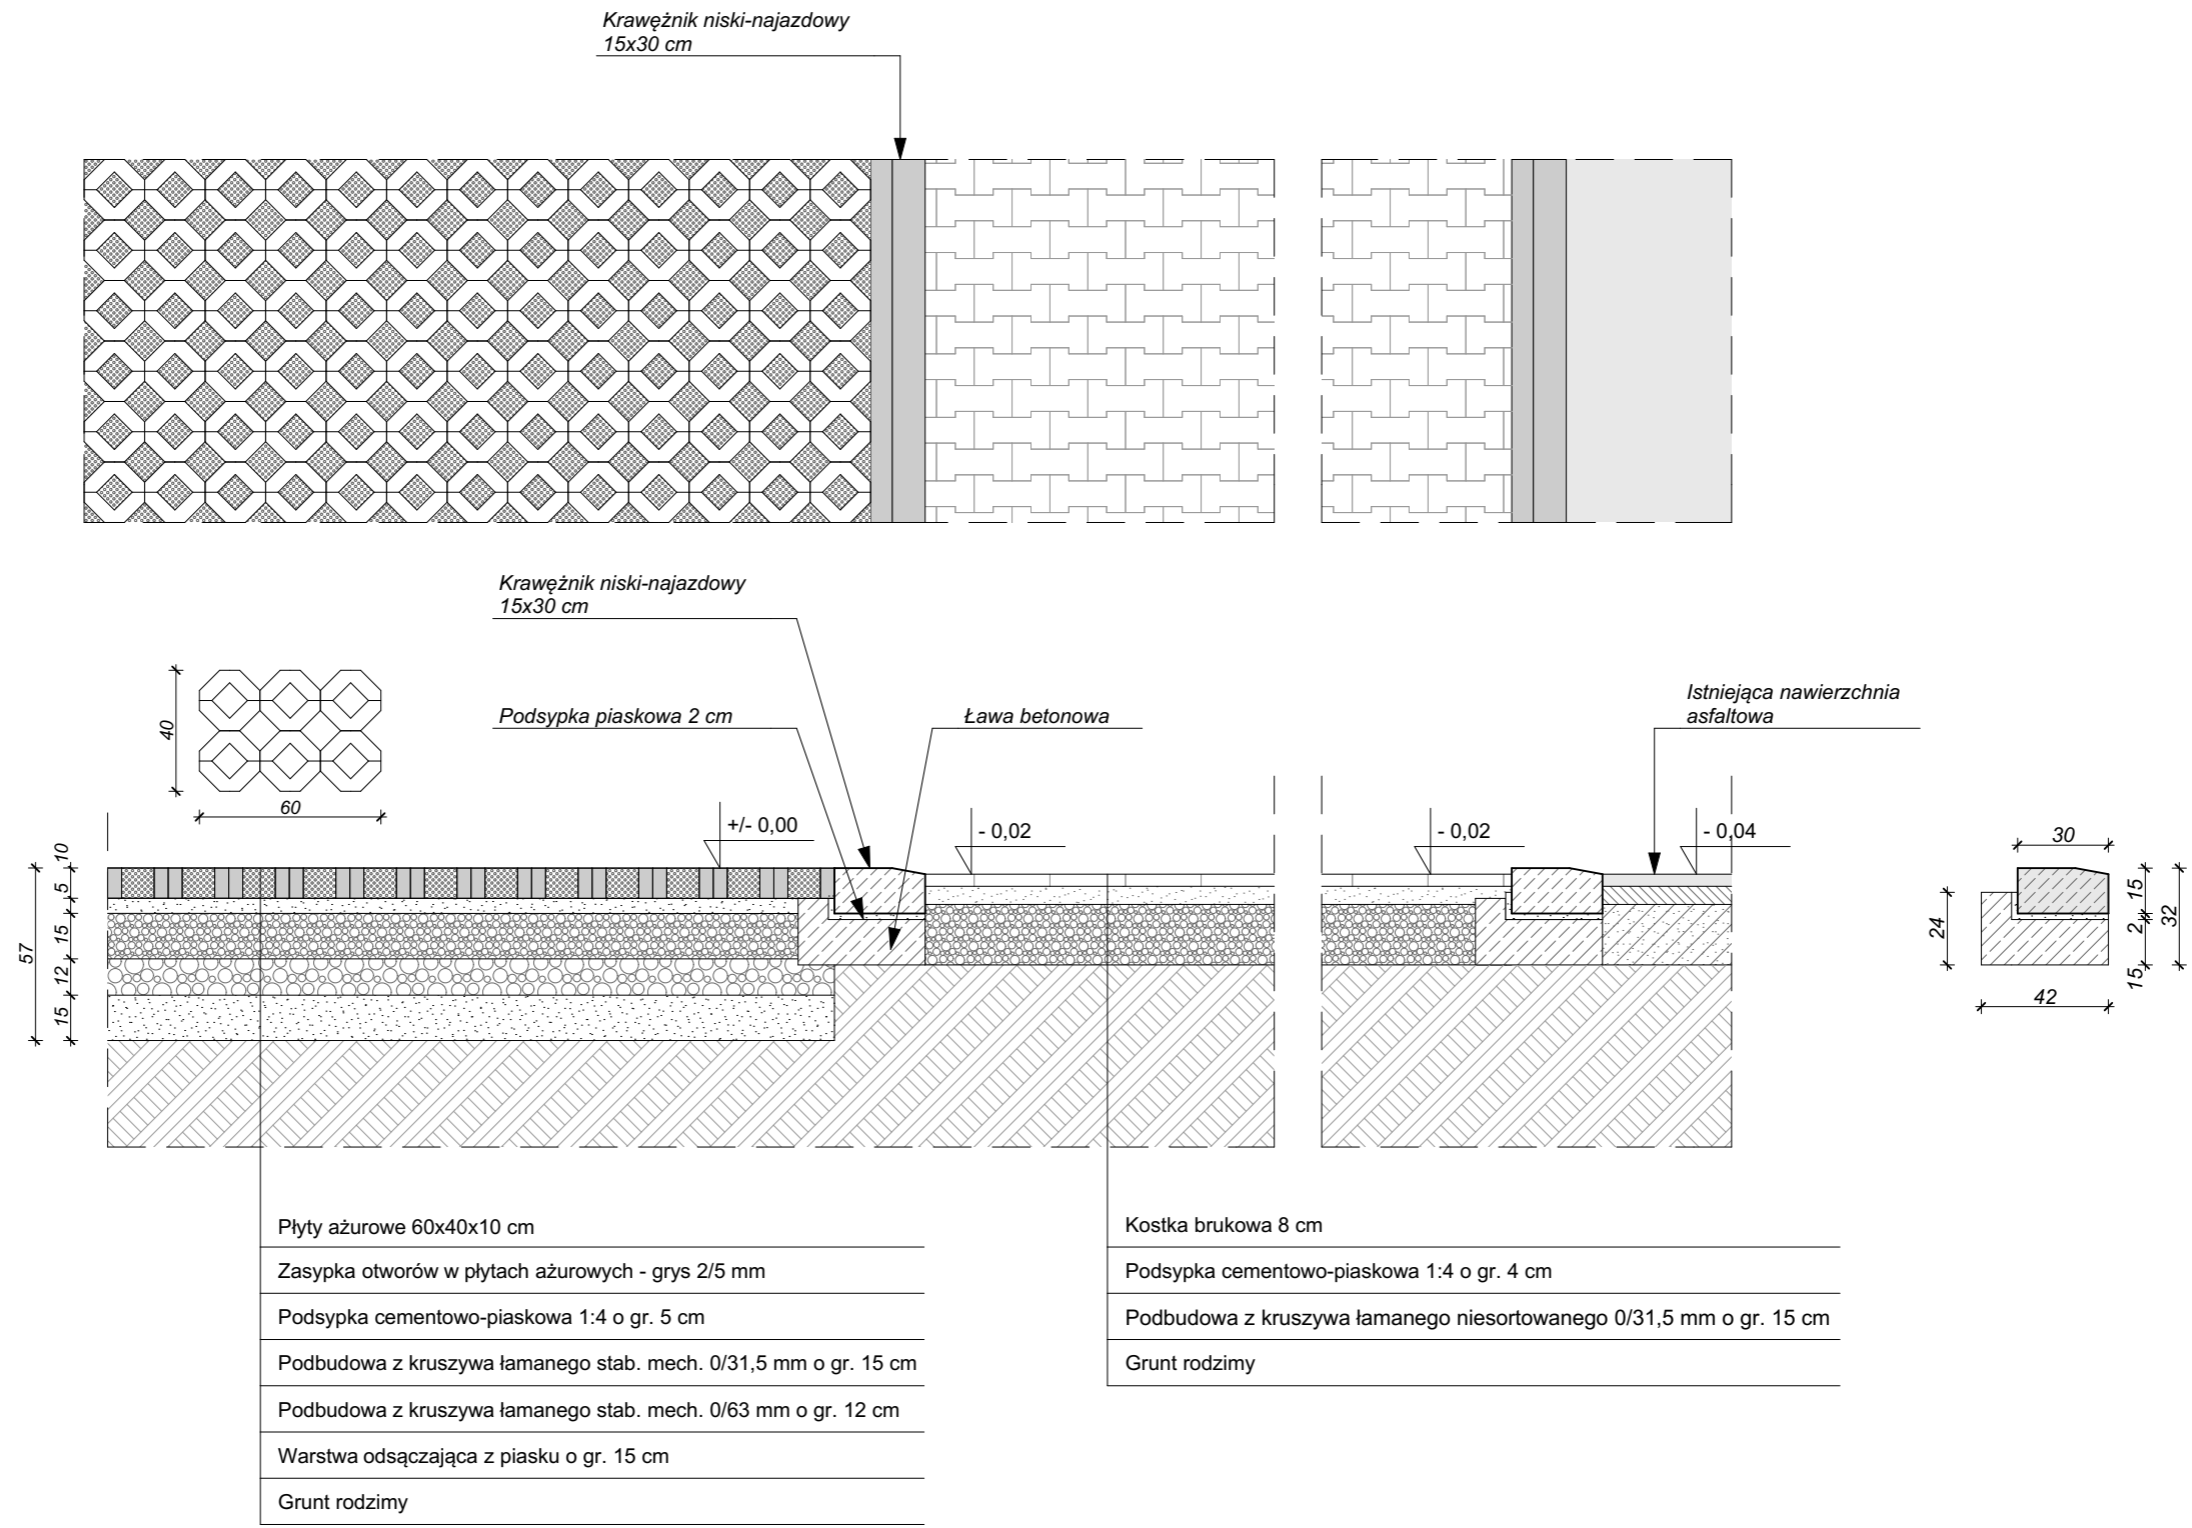 Krawężnik niski-najazdowy
15x30 cm
Krawężnik niski-najazdowy
15x30 cm
Podsypka piaskowa 2 cm
Ława betonowa
Istniejąca nawierzchnia
asfaltowa
40
60
+/- 0,00
- 0,02
- 0,02
- 0,04
57
10
5
15
12
15
30
24
15
2
15
32
42
Płyty ażurowe 60x40x10 cm
Zasypka otworów w płytach ażurowych - grys 2/5 mm
Podsypka cementowo-piaskowa 1:4 o gr. 5 cm
Podbudowa z kruszywa łamanego stab. mech. 0/31,5 mm o gr. 15 cm
Podbudowa z kruszywa łamanego stab. mech. 0/63 mm o gr. 12 cm
Warstwa odsączająca z piasku o gr. 15 cm
Grunt rodzimy
Kostka brukowa 8 cm
Podsypka cementowo-piaskowa 1:4 o gr. 4 cm
Podbudowa z kruszywa łamanego niesortowanego 0/31,5 mm o gr. 15 cm
Grunt rodzimy